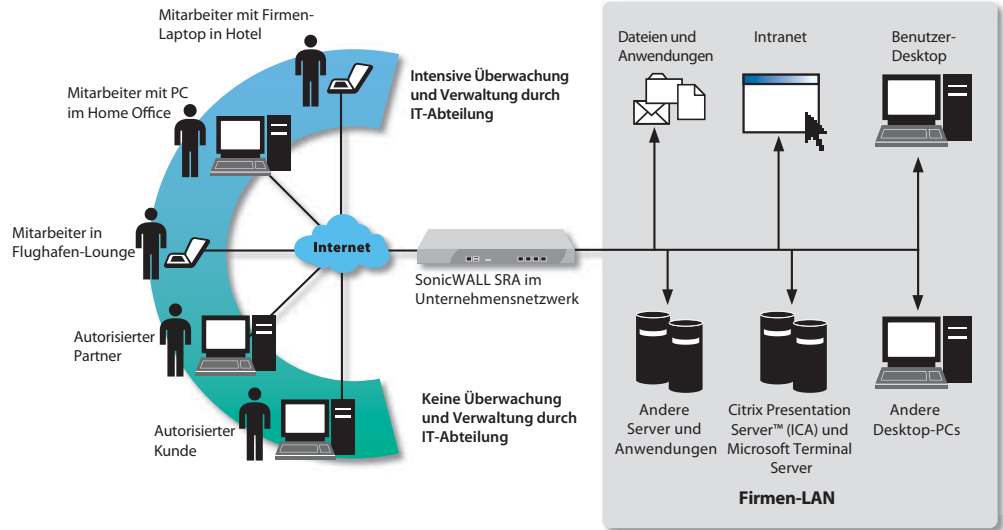 Mitarbeiter mit Firmen-
Laptop in Hotel
Mitarbeiter mit PC
im Home Office
Mitarbeiter in
Flughafen-Lounge
Autorisierter
Partner
Autorisierter
Kunde
Intensive Überwachung
und Verwaltung durch
IT-Abteilung
Internet
SonicWALL SRA im
Unternehmensnetzwerk
Keine Überwachung
und Verwaltung durch
IT-Abteilung
Dateien und
Anwendungen
Intranet
Benutzer-
Desktop
Andere
Server und
Anwendungen
Citrix Presentation
Server™ (ICA) und
Microsoft Terminal
Server
Andere
Desktop-PCs
Firmen-LAN